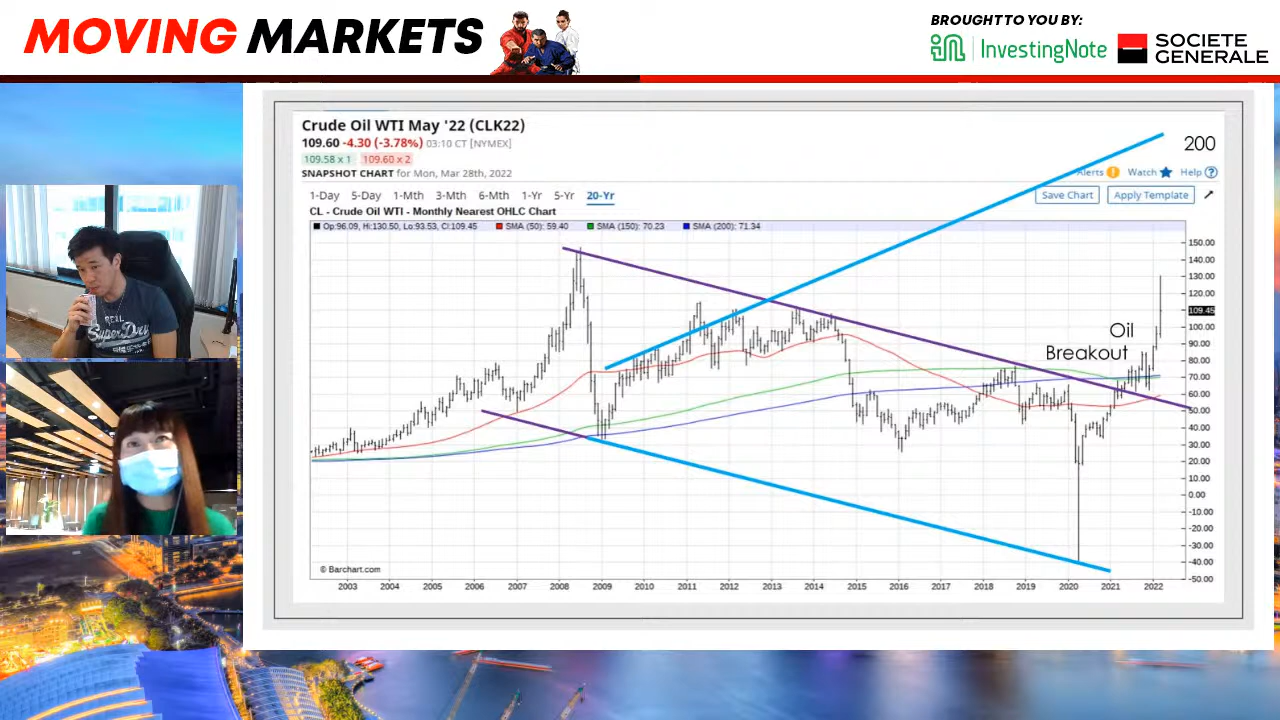 MOVING MARKETS
BROUGHT TO YOU BY:
InvestingNote
SOCIETE
GENERALE
Crude Oil WTI May '22 (CLK22)
109.60 -4.30 (-3.78%) 03:10 CT [NYMEX]
109.58 x 1 109.60 x 2
SNAPSHOT CHART for Mon, Mar 28th, 2022
200
Alerts Watch Help
1-Day 5-Day 1-Mth 3-Mth 6-Mth 1-Yr 5-Yr 20-Yr
Save Chart Apply Template
CL - Crude Oil WTI - Monthly Nearest OHLC Chart
Op:96.09, Hi:130.50, Lo:93.53, Cl:109.45 SMA (50): 59.40 SMA (150): 70.23 SMA (200): 71.34
150.00
140.00
130.00
120.00
109.45
100.00
90.00
80.00
70.00
60.00
50.00
40.00
30.00
20.00
10.00
0.00
-10.00
-20.00
-30.00
-40.00
-50.00
Oil
Breakout
© Barchart.com
2003 2004 2005 2006 2007 2008 2009 2010 2011 2012 2013 2014 2015 2016 2017 2018 2019 2020 2021 2022
REAL
SuperDry